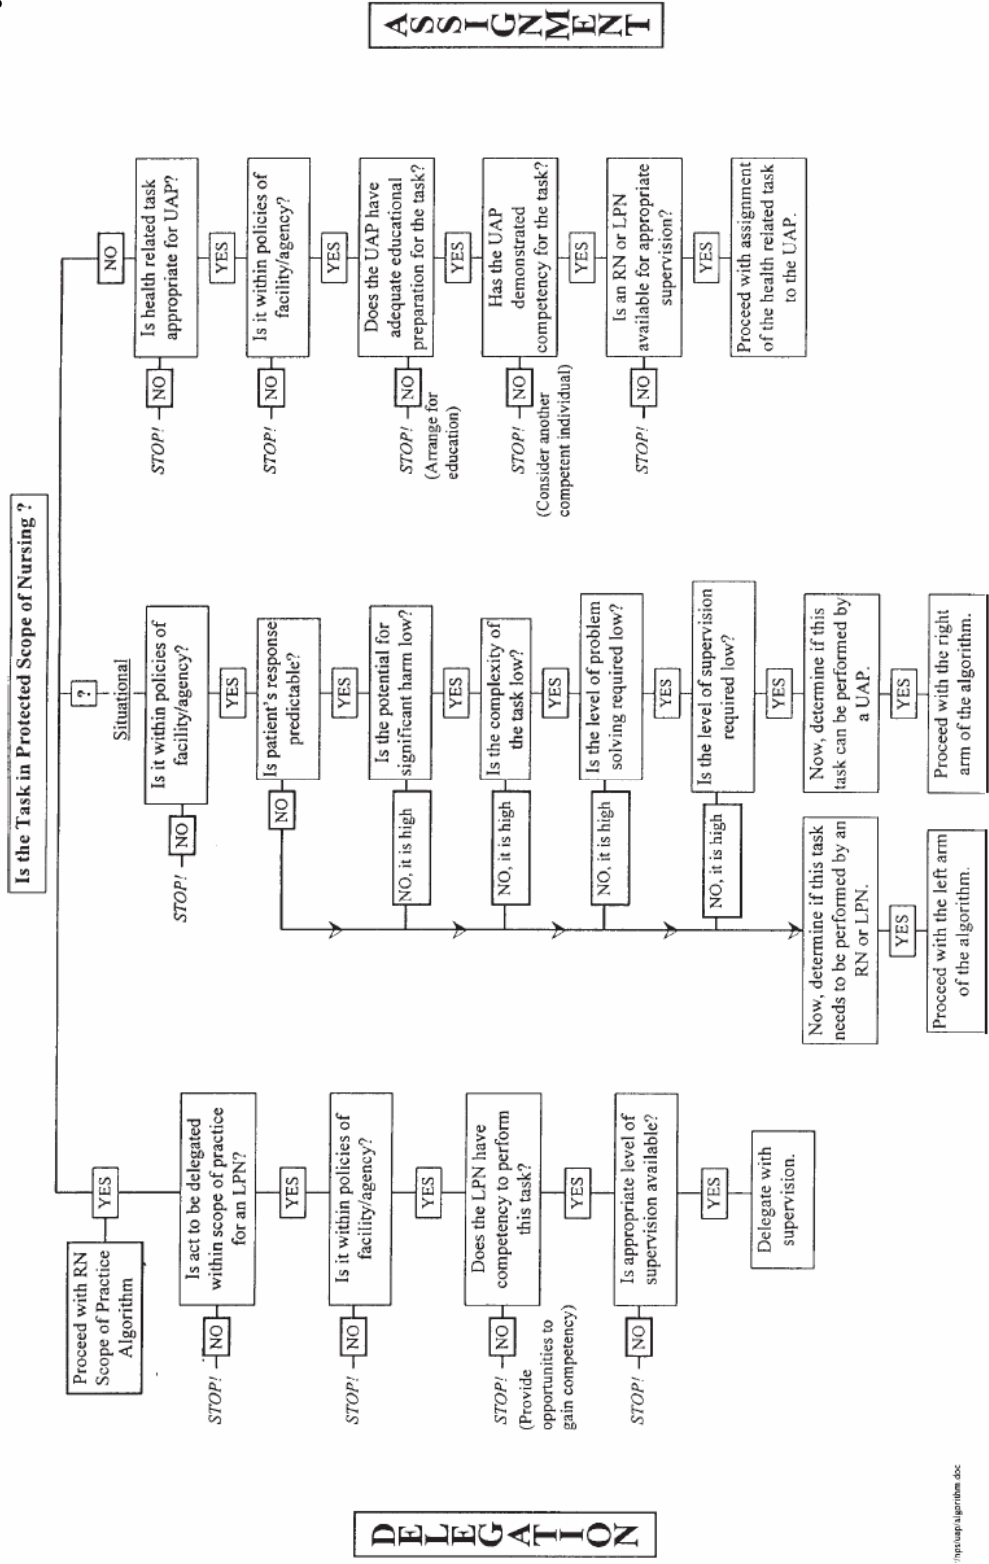 Is the Task in Protected Scope of Nursing ?
DELEGATION
Proceed with RN
Scope of Practice
Algorithm
YES
Is act to be delegated
within scope of practice
for an LPN?
STOP!
NO
YES
Is it within policies of
facility/agency?
STOP!
NO
YES
Does the LPN have
competency to perform
this task?
STOP!
NO
(Provide
opportunities to
gain competency)
YES
Is appropriate level of
supervision available?
STOP!
NO
YES
Delegate with
supervision.
?
Situational
Is it within policies of
facility/agency?
STOP!
NO
YES
Is patient's response
predictable?
NO
YES
Is the potential for
significant harm low?
NO, it is high
YES
Is the complexity of
the task low?
NO, it is high
YES
Is the level of problem
solving required low?
NO, it is high
YES
Is the level of supervision
required low?
NO, it is high
YES
Now, determine if this task
needs to be performed by an
RN or LPN.
YES
Proceed with the left arm
of the algorithm.
Now, determine if this
task can be performed by
a UAP.
YES
Proceed with the right
arm of the algorithm.
NO
Is health related task
appropriate for UAP?
STOP!
NO
YES
Is it within policies of
facility/agency?
STOP!
NO
YES
Does the UAP have
adequate educational
preparation for the task?
STOP!
NO
(Arrange for
education)
YES
Has the UAP
demonstrated
competency for the task?
STOP!
NO
(Consider another
competent individual)
YES
Is an RN or LPN
available for appropriate
supervision?
STOP!
NO
YES
Proceed with assignment
of the health related task
to the UAP.
ASSIGNMENT
/nps/uap/algorithm.doc